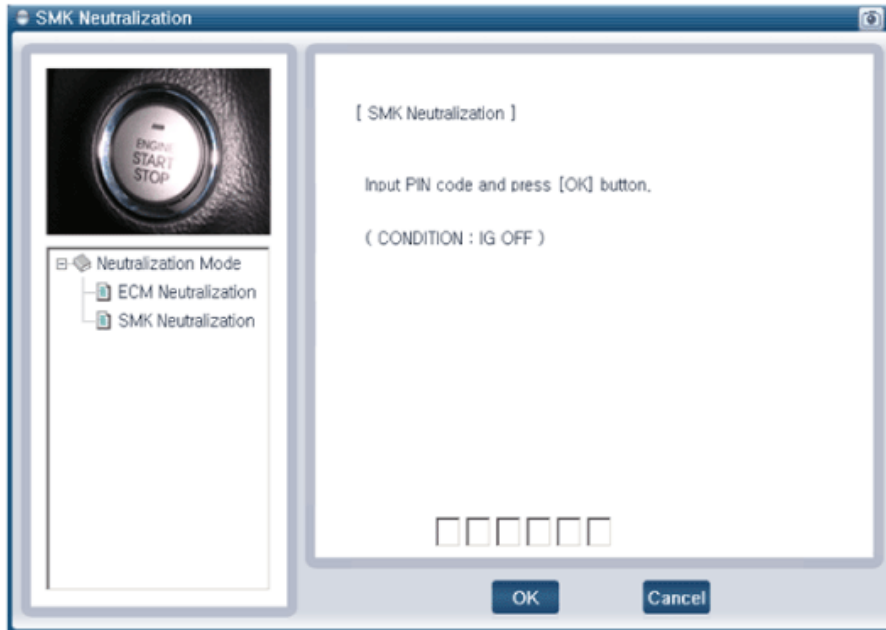 SMK Neutralization
ENGINE
START
STOP
Neutralization Mode
ECM Neutralization
SMK Neutralization
[ SMK Neutralization ]
Input PIN code and press [OK] button.
( CONDITION : IG OFF )
OK
Cancel